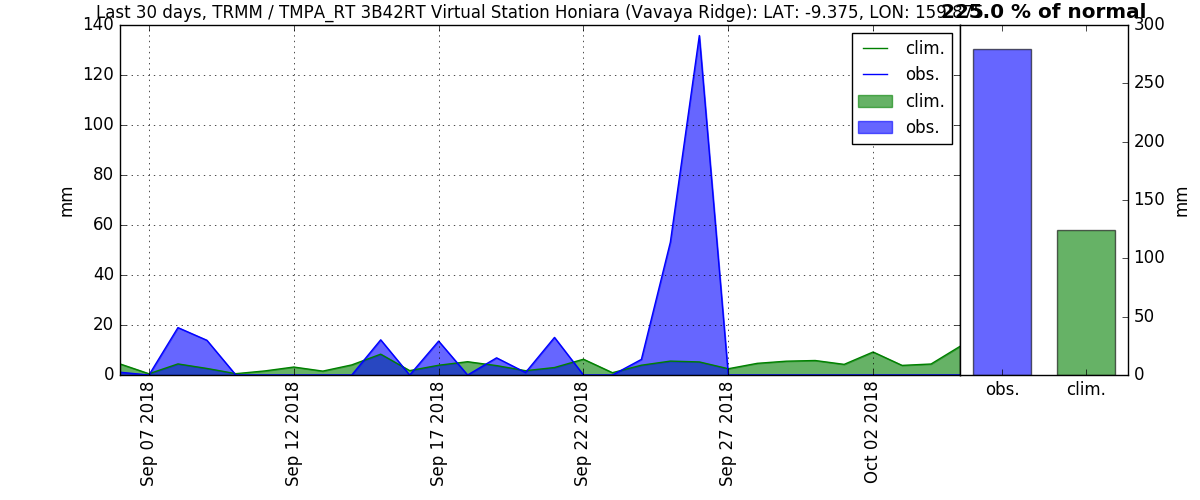 Last 30 days, TRMM / TMPA_RT 3B42RT Virtual Station Honiara (Vavaya Ridge): LAT: -9.375, LON:
225.0 % of normal
mm
140
120
100
80
60
40
20
0
clim.
obs.
clim.
obs.
Sep 07 2018
Sep 12 2018
Sep 17 2018
Sep 22 2018
Sep 27 2018
Oct 02 2018
300
250
200
150
100
50
0
mm
obs.
clim.